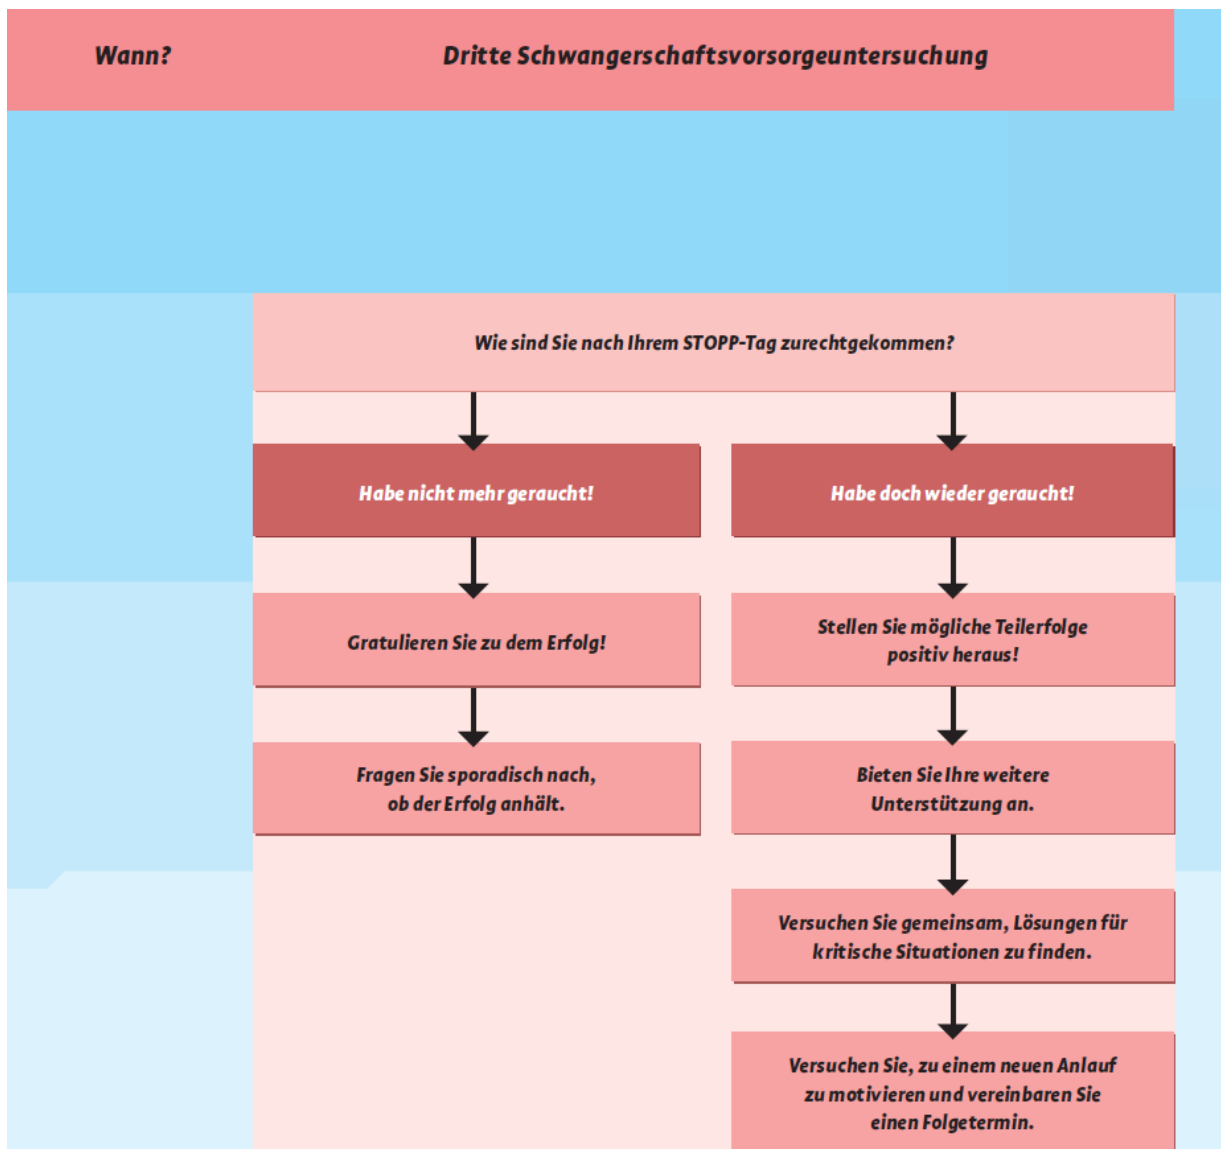 Wann?
Dritte Schwangerschaftsvorsorgeuntersuchung
Wie sind Sie nach Ihrem STOPP-Tag zurechtgekommen?
Habe nicht mehr geraucht!
Gratulieren Sie zu dem Erfolg!
Fragen Sie sporadisch nach,
ob der Erfolg anhält.
Habe doch wieder geraucht!
Stellen Sie mögliche Teilerfolge
positiv heraus!
Bieten Sie Ihre weitere
Unterstützung an.
Versuchen Sie gemeinsam, Lösungen für
kritische Situationen zu finden.
Versuchen Sie, zu einem neuen Anlauf
zu motivieren und vereinbaren Sie
einen Folgetermin.